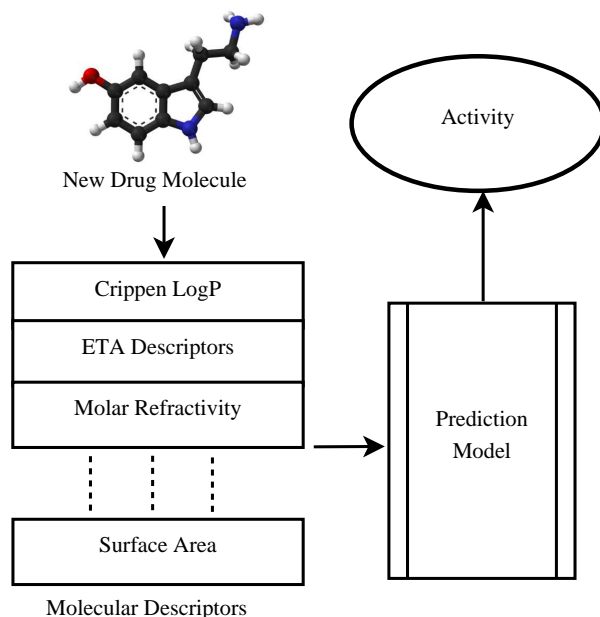 New Drug Molecule
Crippen LogP
ETA Descriptors
Molar Refractivity
Surface Area
Molecular Descriptors
Prediction
Model
Activity